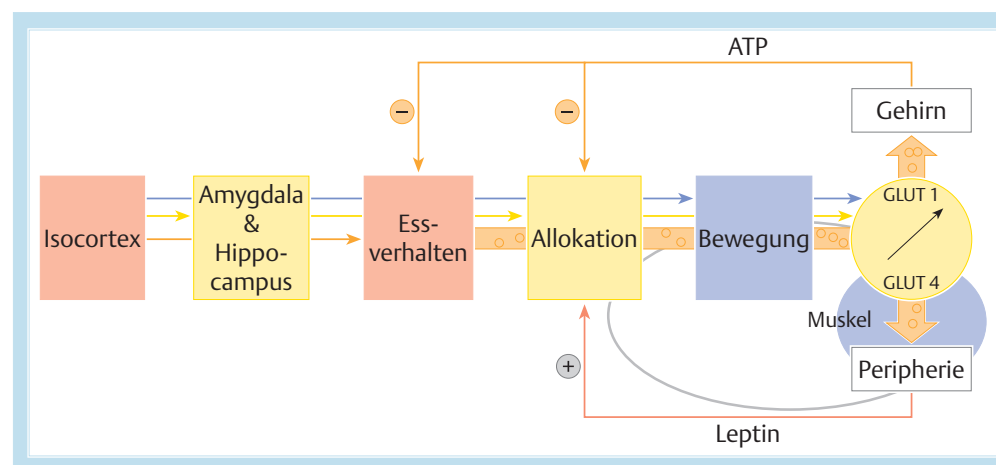 ATP
−
−
Gehirn
Isocortex
Amygdala
&
Hippo-
campus
Ess-
verhalten
Allokation
Bewegung
GLUT 1
GLUT 4
Muskel
Peripherie
+
Leptin